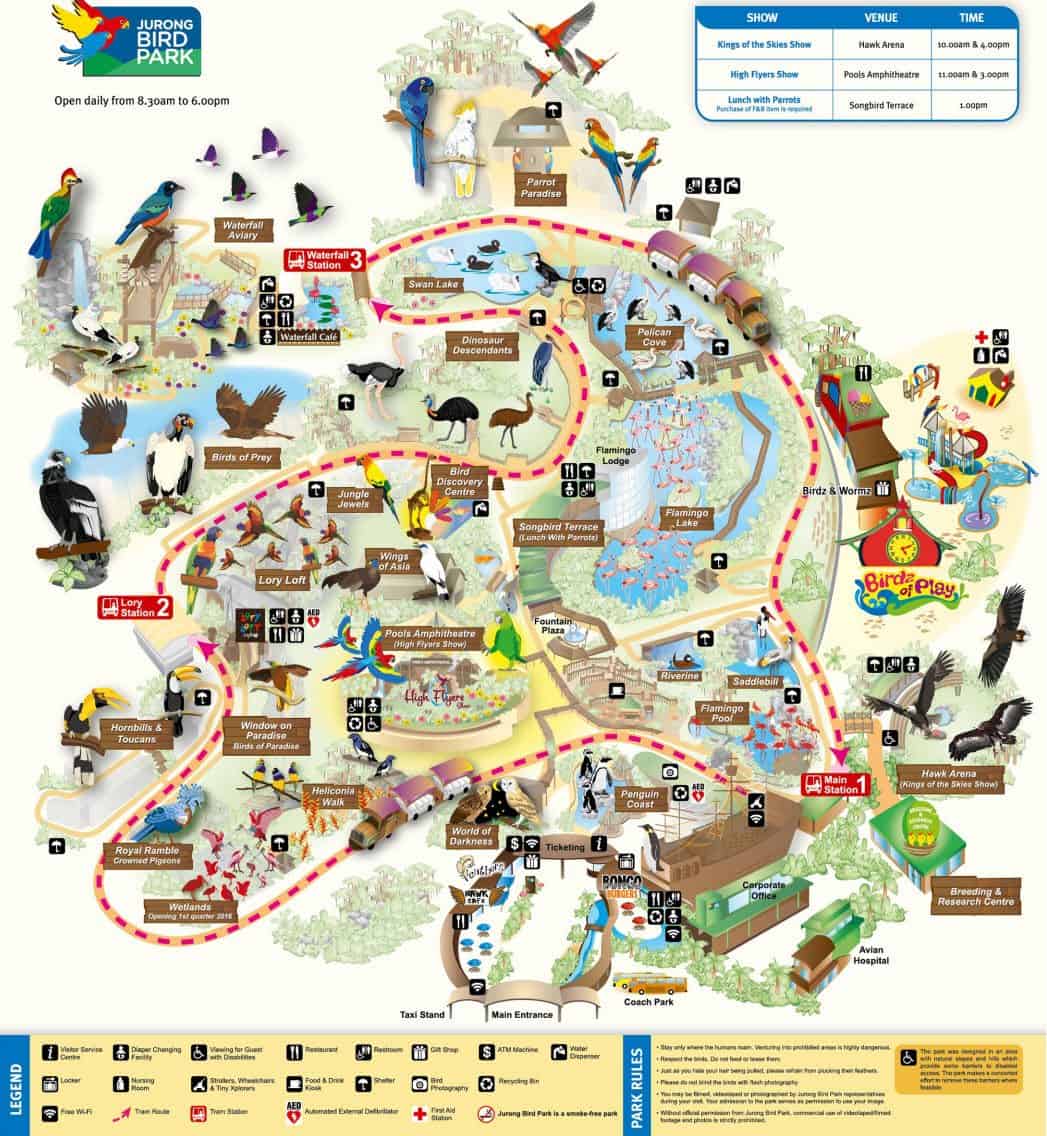 JURONG
BIRD
PARK
Open daily from 8.30am to 6.00pm
SHOW VENUE TIME
Kings of the Skies Show Hawk Arena 10.00am & 4.00pm
High Flyers Show Pools Amphitheatre 11.00am & 3.00pm
Lunch with Parrots
Purchase of F&B item is required
Songbird Terrace 1.00pm
Parrot
Paradise
Waterfall
Aviary
Waterfall
Station 3
Swan Lake
Waterfall Café
Dinosaur
Descendants
Pelican
Cove
Birds of Prey
Flamingo
Lodge
Jungle
Jewels
Bird
Discovery
Centre
Birdz & Wormz
Songbird Terrace
(Lunch With Parrots)
Flamingo
Lake
Wings
of Asia
Lory Loft
Birdz
of Play
Lory
Station 2
AED
Pools Amphitheatre
(High Flyers Show)
Fountain
Plaza
Riverine
Saddlebill
High Flyers
Show
Flamingo
Pool
Hornbills &
Toucans
Window on
Paradise
Birds of Paradise
Main
Station 1
Hawk Arena
(Kings of the Skies Show)
Heliconia
Walk
Penguin
Coast
AED
World of
Darkness
Royal Ramble
Crowned Pigeons
Ticketing
BONGO
BURGERS
HAWK
CAFE
Corporate
Office
Breeding &
Research Centre
Wetlands
Opening 1st quarter 2016
Avian
Hospital
Coach Park
Taxi Stand
Main Entrance
LEGEND
Visitor Service
Centre
Diaper Changing
Facility
Viewing for Guest
with Disabilities
Restaurant
Restroom
Gift Shop
ATM Machine
Water
Dispenser
Locker
Nursing
Room
Strollers, Wheelchairs
& Tiny Xplorers
Food & Drink
Kiosk
Shelter
Bird
Photography
Recycling Bin
Free Wi-Fi
Tram Route
Tram Station
AED
Automated External Defibrillator
First Aid
Station
Jurong Bird Park is a smoke-free park
PARK RULES
• Stay only where the humans roam. Venturing into prohibited areas is highly dangerous.
• Respect the birds. Do not feed or tease them.
• Just as you hate your hair being pulled, please refrain from plucking their feathers.
• Please do not blind the birds with flash photography.
• You may be filmed, videotaped or photographed by Jurong Bird Park representatives
during your visit. Your admission to the park serves as permission to use your image.
• Without official permission from Jurong Bird Park, commercial use of videotaped/filmed
footage and photos is strictly prohibited.
The park was designed in an area
with natural slopes and hills which
provide some barriers to disabled
access. The park makes a concerted
effort to remove these barriers where
feasible.